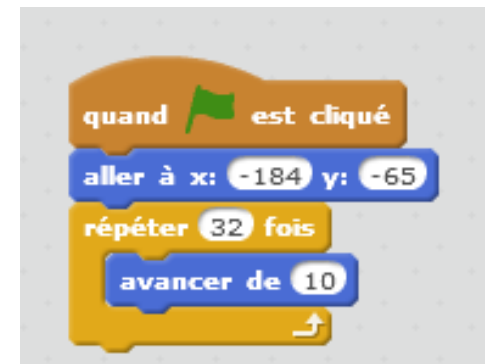 quand est cliqué
aller à x: -184 y: -65
répéter 32 fois
avancer de 10